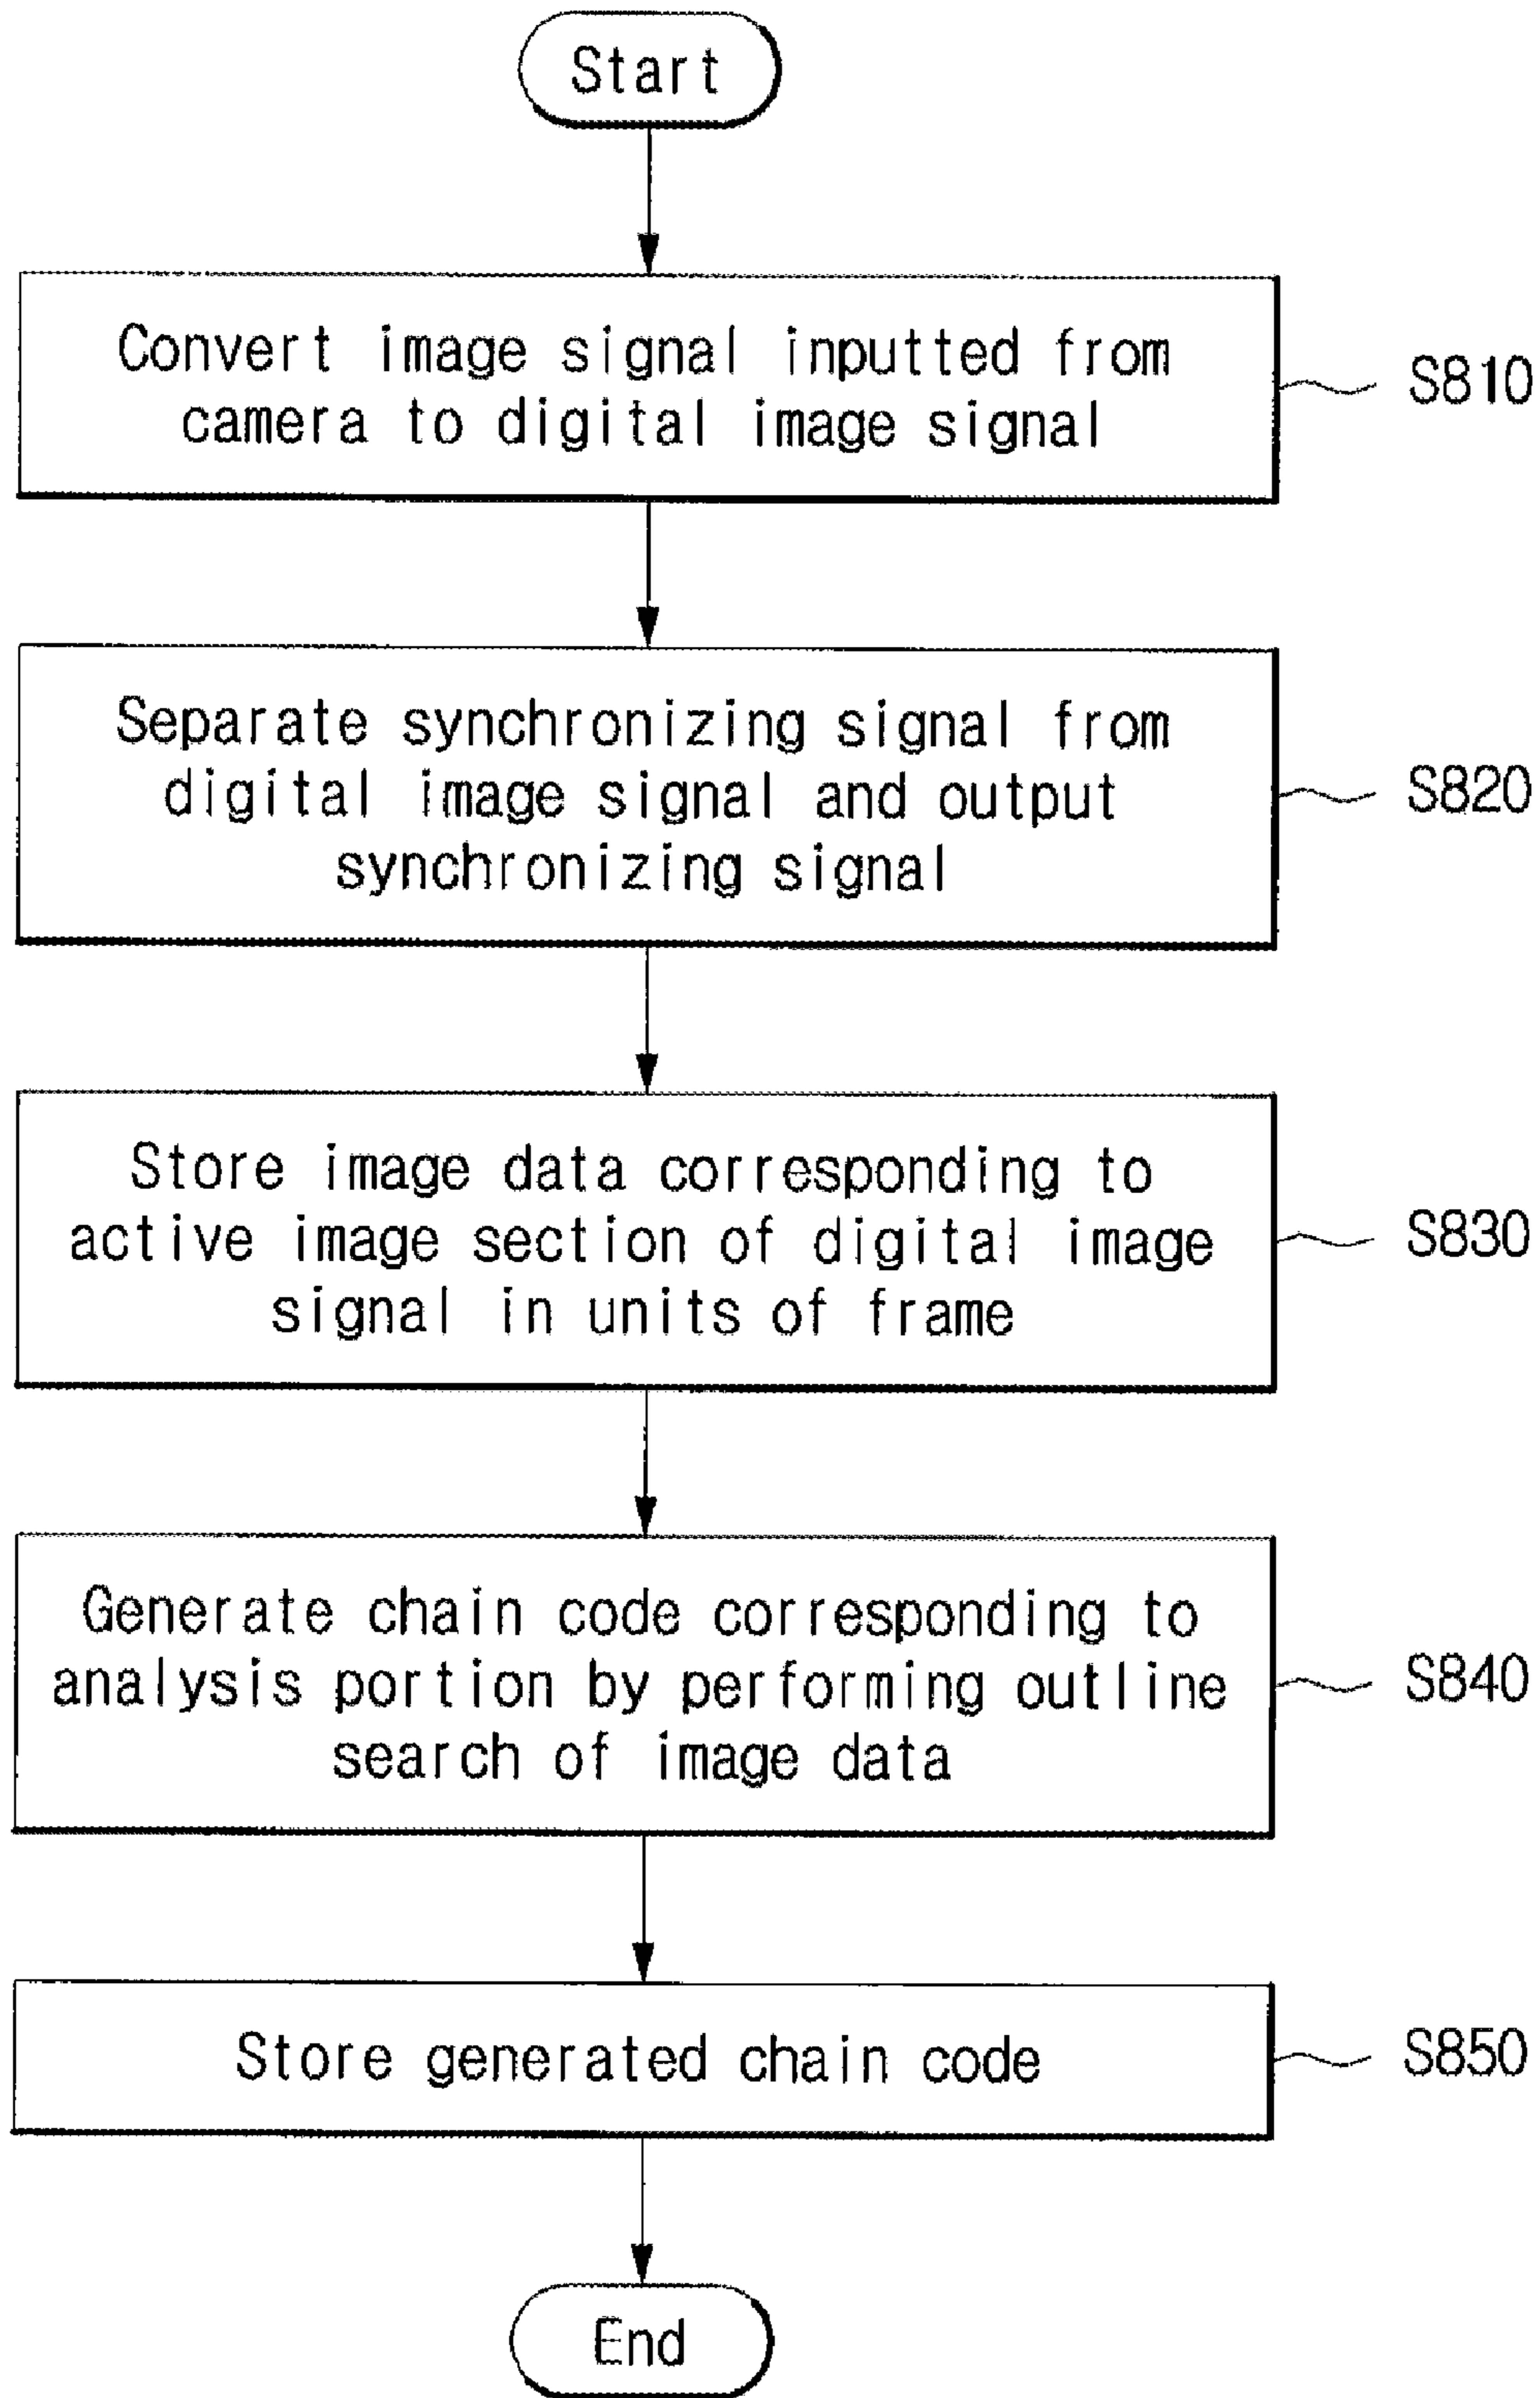 Start
Convert image signal inputted from
camera to digital image signal
S810
Separate synchronizing signal from
digital image signal and output
synchronizing signal
S820
Store image data corresponding to
active image section of digital image
signal in units of frame
S830
Generate chain code corresponding to
analysis portion by performing outline
search of image data
S840
Store generated chain code
S850
End